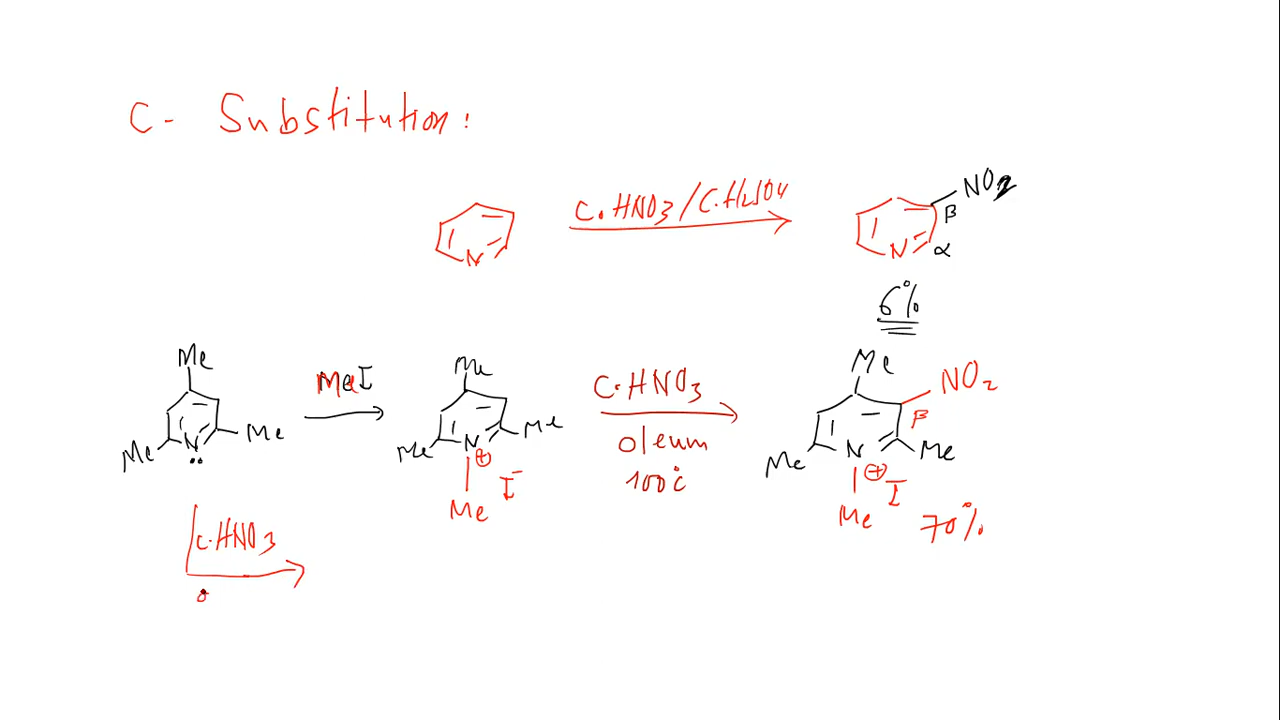 C- Substitution:
C. HNO3 / C. H2SO4
NO2
β
N
N
α
6%
Me
Me
Me
MeI
Me
N
Me
Me
N
⊕
I⁻
Me
C. HNO3
oleum
100°C
Me
NO2
β
Me
N
Me
⊕
I
Me
70%
C. HNO3
o